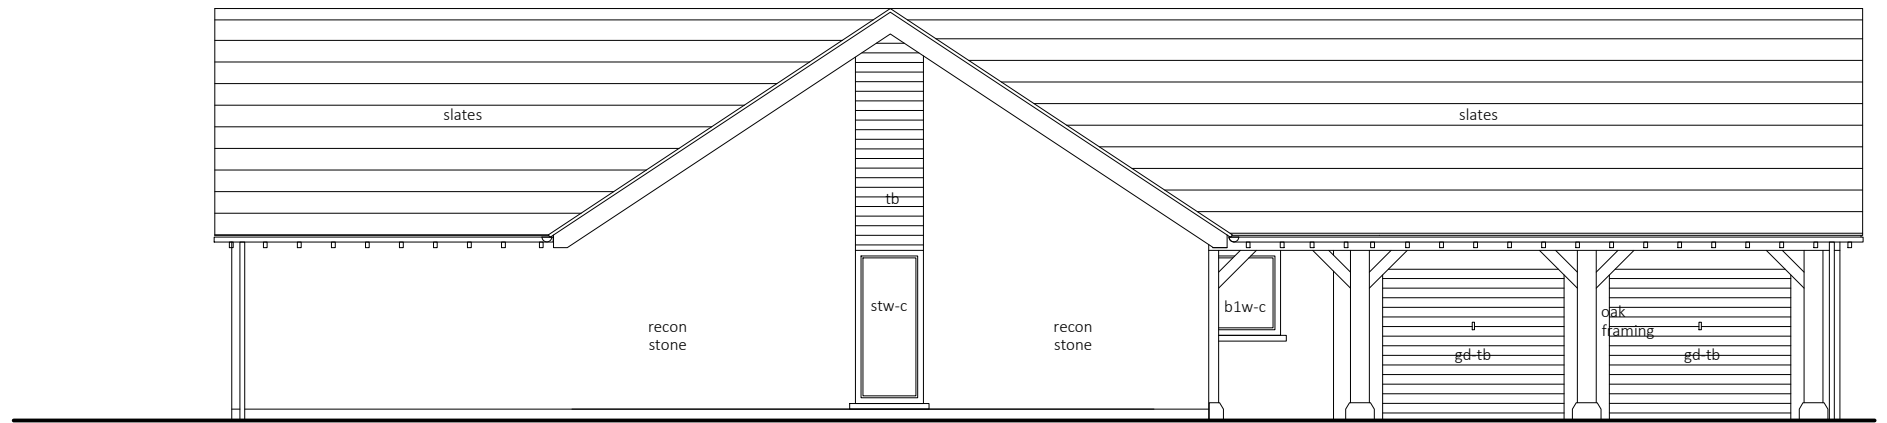 slates
slates
tb
stw-c
b1w-c
recon
stone
recon
stone
oak
framing
gd-tb
gd-tb